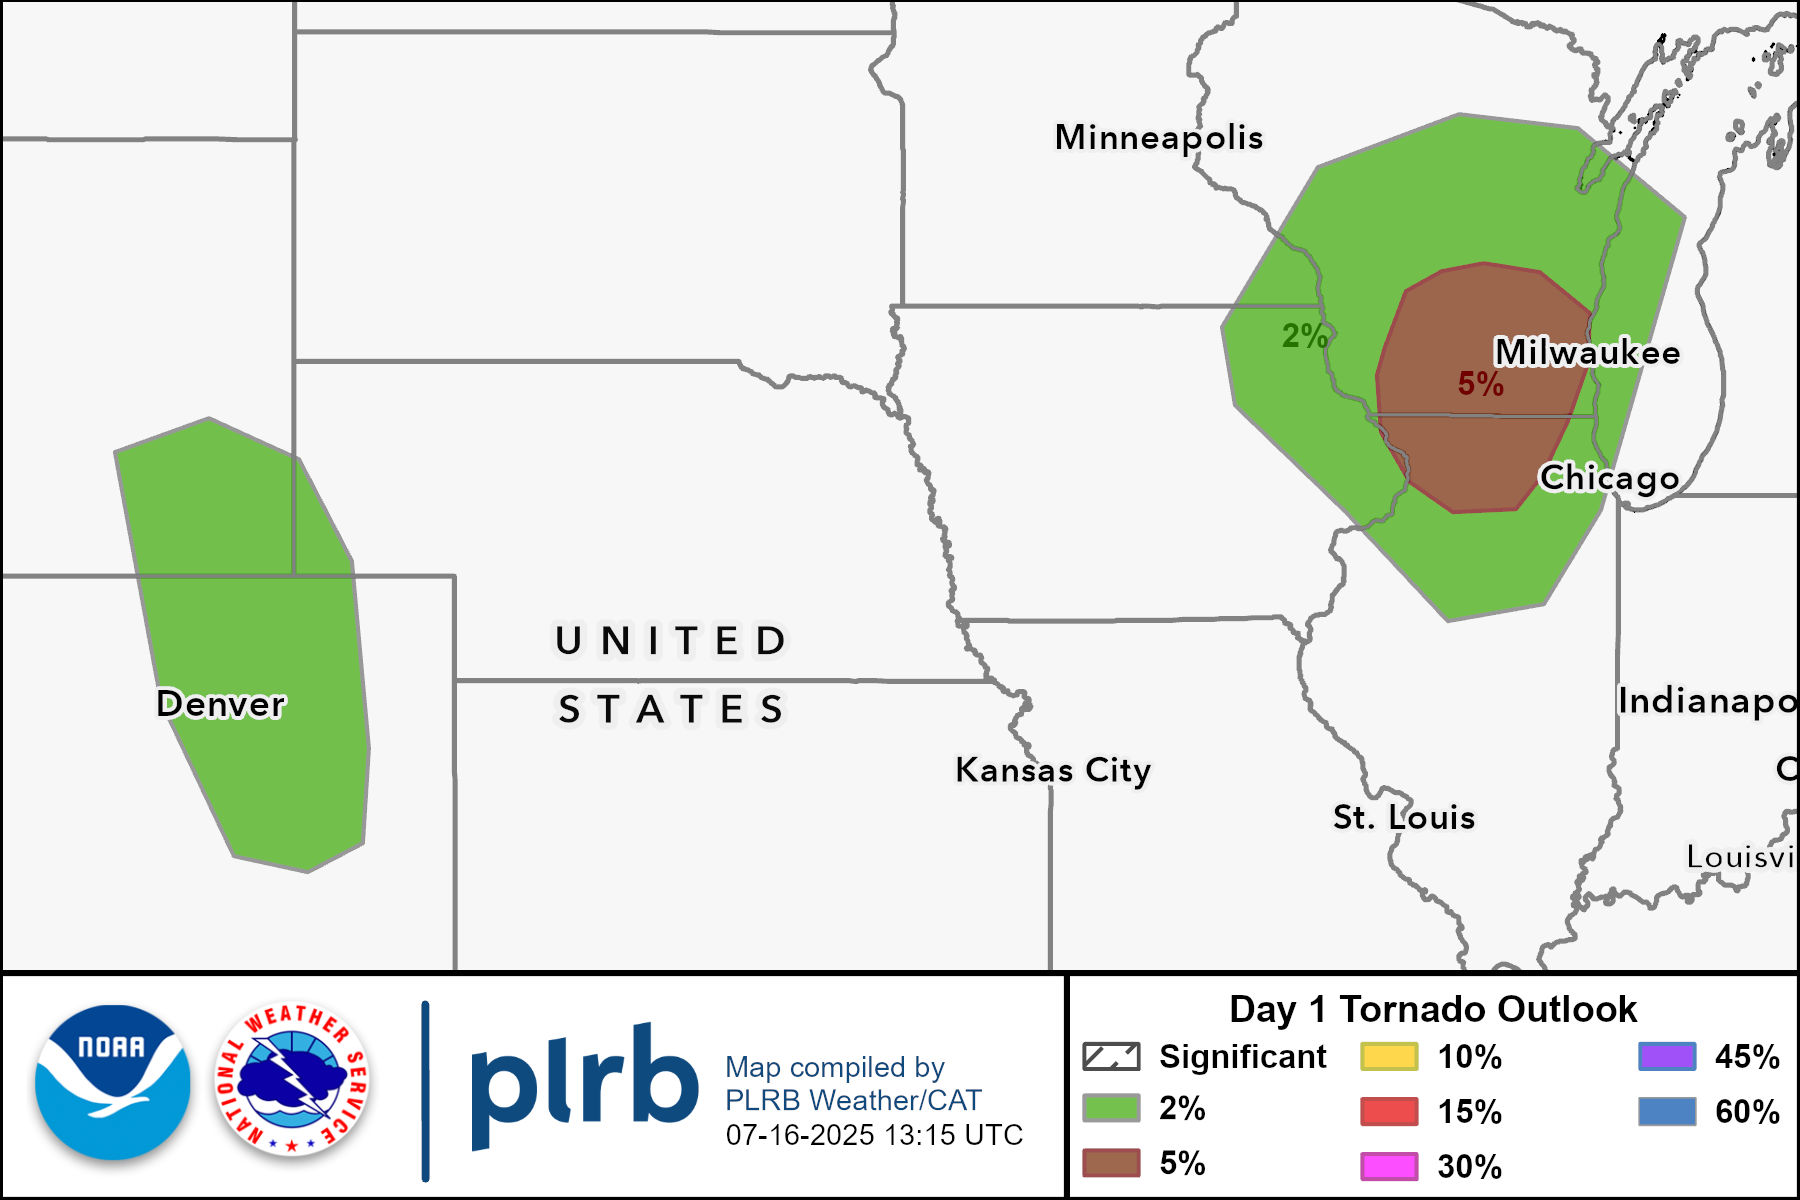 Minneapolis
2%
Milwaukee
5%
Chicago
UNITED
STATES
Denver
Indianapo
Kansas City
C
St. Louis
Louisvi
NOAA
NATIONAL WEATHER SERVICE
plrb
Map compiled by
PLRB Weather/CAT
07-16-2025 13:15 UTC
Day 1 Tornado Outlook
Significant
2%
5%
10%
15%
30%
45%
60%